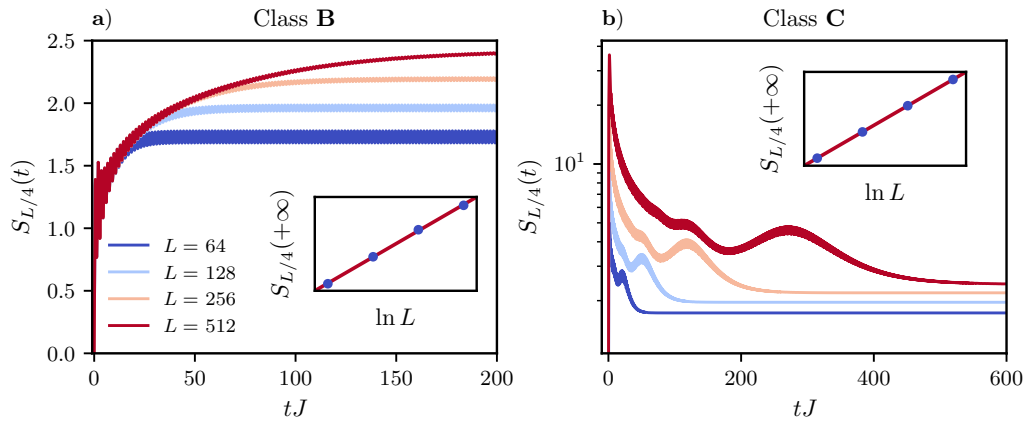 a) Class B
2.5
2.0
1.5
1.0
0.5
0.0
S_{L/4}(t)
L = 64
L = 128
L = 256
L = 512
S_{L/4}(+∞)
ln L
0 50 100 150 200
tJ
b) Class C
10^1
S_{L/4}(t)
S_{L/4}(+∞)
ln L
0 200 400 600
tJ